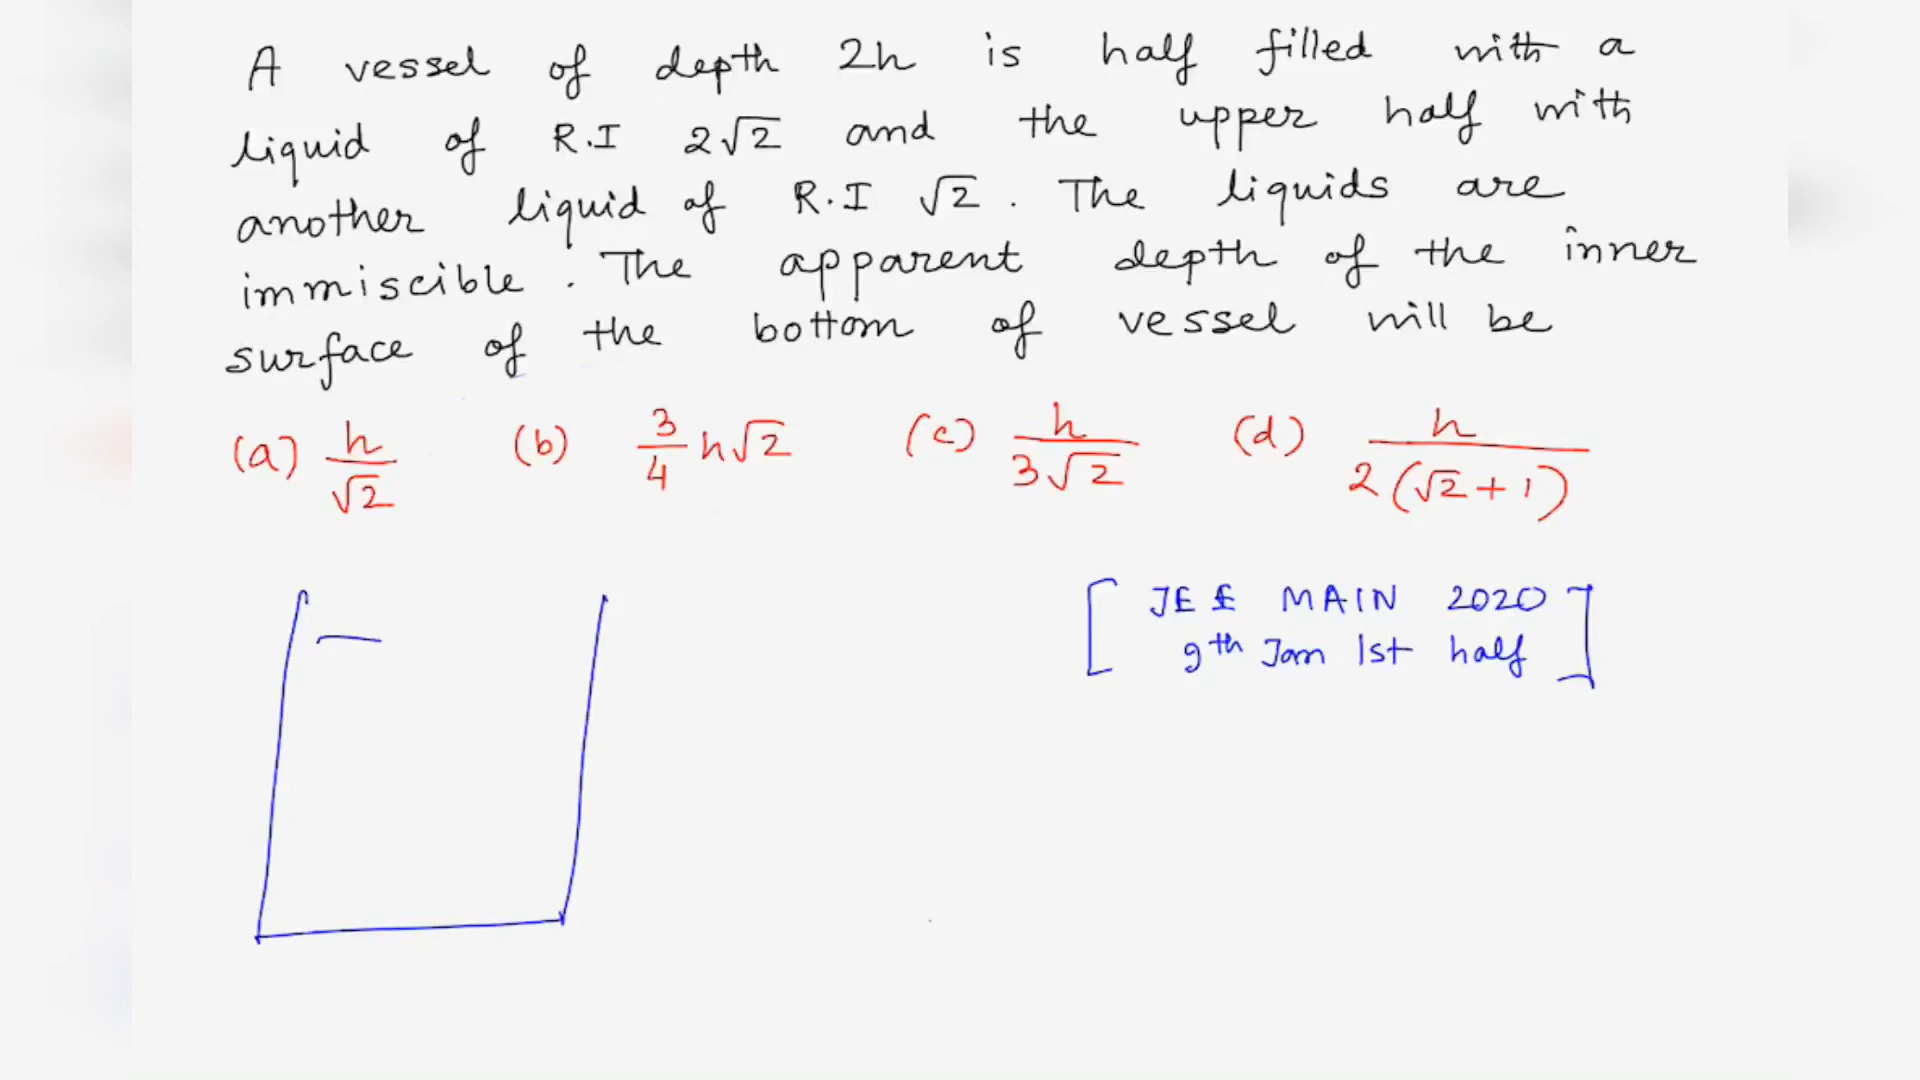 A vessel of depth 2h is half filled with a
liquid of R.I 2√2 and the upper half with
another liquid of R.I √2. The liquids are
immiscible. The apparent depth of the inner
surface of the bottom of vessel will be
(a) h/√2 (b) 3/4 h√2 (c) h/3√2 (d) h/2(√2+1)
[JEE MAIN 2020
9th Jan 1st half]